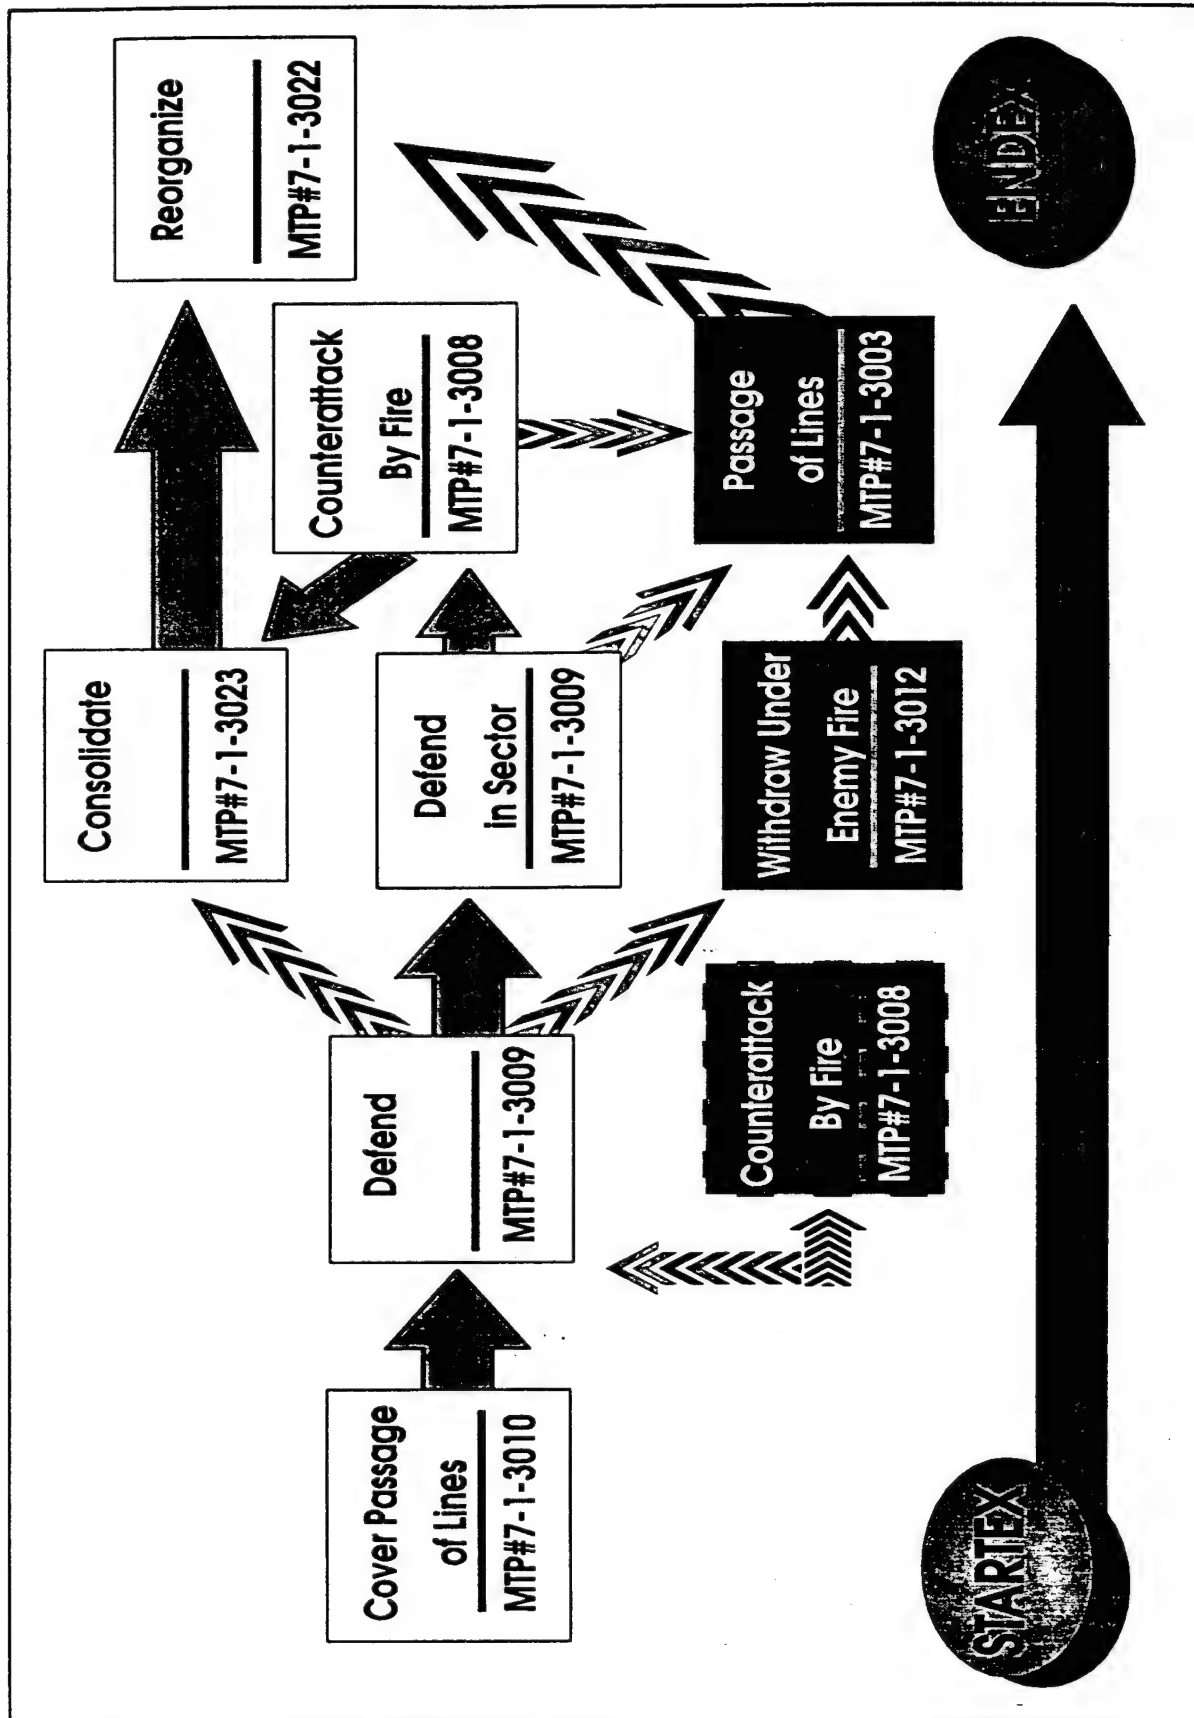 Cover Passage
of Lines
MTP#7-1-3010
Defend
MTP#7-1-3009
Consolidate
MTP#7-1-3023
Defend
in Sector
MTP#7-1-3009
Counterattack
By Fire
MTP#7-1-3008
Reorganize
MTP#7-1-3022
Counterattack
By Fire
MTP#7-1-3008
Withdraw Under
Enemy Fire
MTP#7-1-3012
Passage
of Lines
MTP#7-1-3003
STARTEX
ENDEX